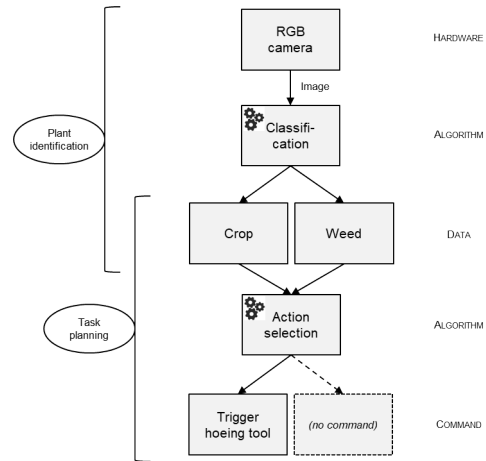 RGB
camera
HARDWARE
Image
Classifi-
cation
ALGORITHM
Plant
identification
Crop
Weed
DATA
Action
selection
ALGORITHM
Task
planning
Trigger
hoeing tool
(no command)
COMMAND